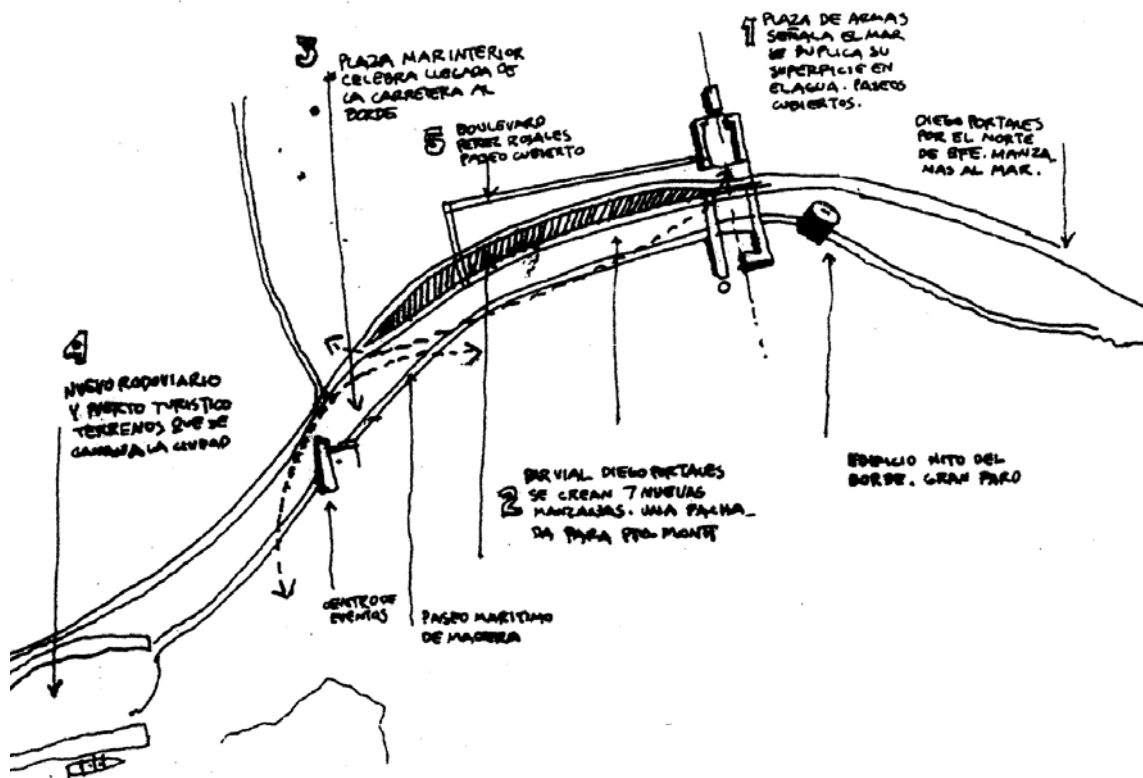 1
PLAZA DE ARMAS
SEÑALA EL MAR
SE DUPLICA SU
SUPERFICIE EN
EL AGUA. PASEOS
CUBIERTOS.
3
PLAZA MAR INTERIOR
CELEBRA LLEGADA DE
LA CARRETERA AL
BORDE
5
BOULEVARD
PEREZ ROSALES
PASEO CUBIERTO
DIEGO PORTALES
POR EL NORTE
DE EFE. MANZA_
NAS AL MAR.
4
NUEVO RODOVIARIO
Y PUERTO TURISTICO
TERRENOS QUE SE
GANAN A LA CIUDAD
2
PAR VIAL DIEGO PORTALES
SE CREAN 7 NUEVAS
MANZANAS. UNA FACHA_
DA PARA PTO. MONTT
EDIFICIO HITO DEL
BORDE. GRAN FARO
CENTRO DE
EVENTOS
PASEO MARITIMO
DE MADERA